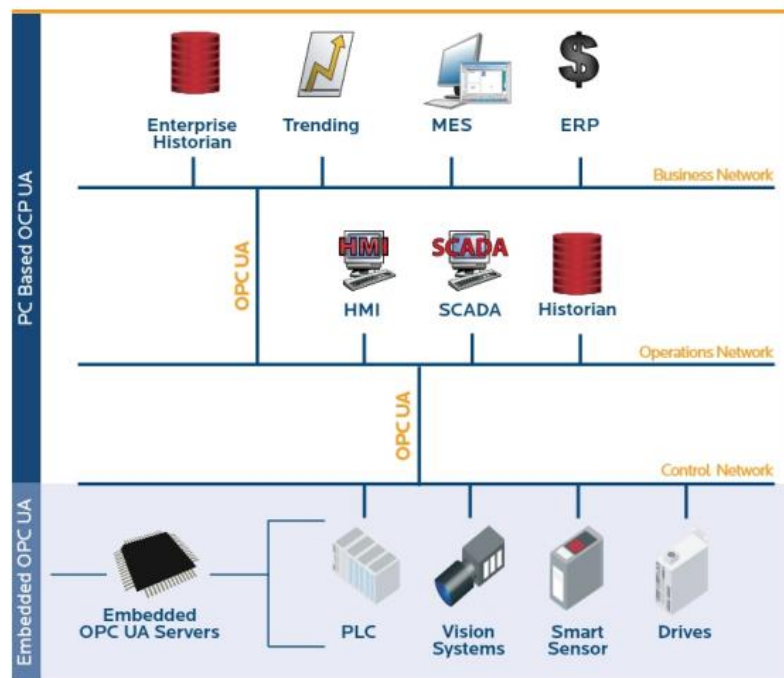 PC Based OCP UA
Enterprise
Historian
Trending
MES
ERP
Business Network
OPC UA
HMI
SCADA
HMI
SCADA
Historian
Operations Network
OPC UA
Control Network
Embedded OPC UA
Embedded
OPC UA Servers
PLC
Vision
Systems
Smart
Sensor
Drives